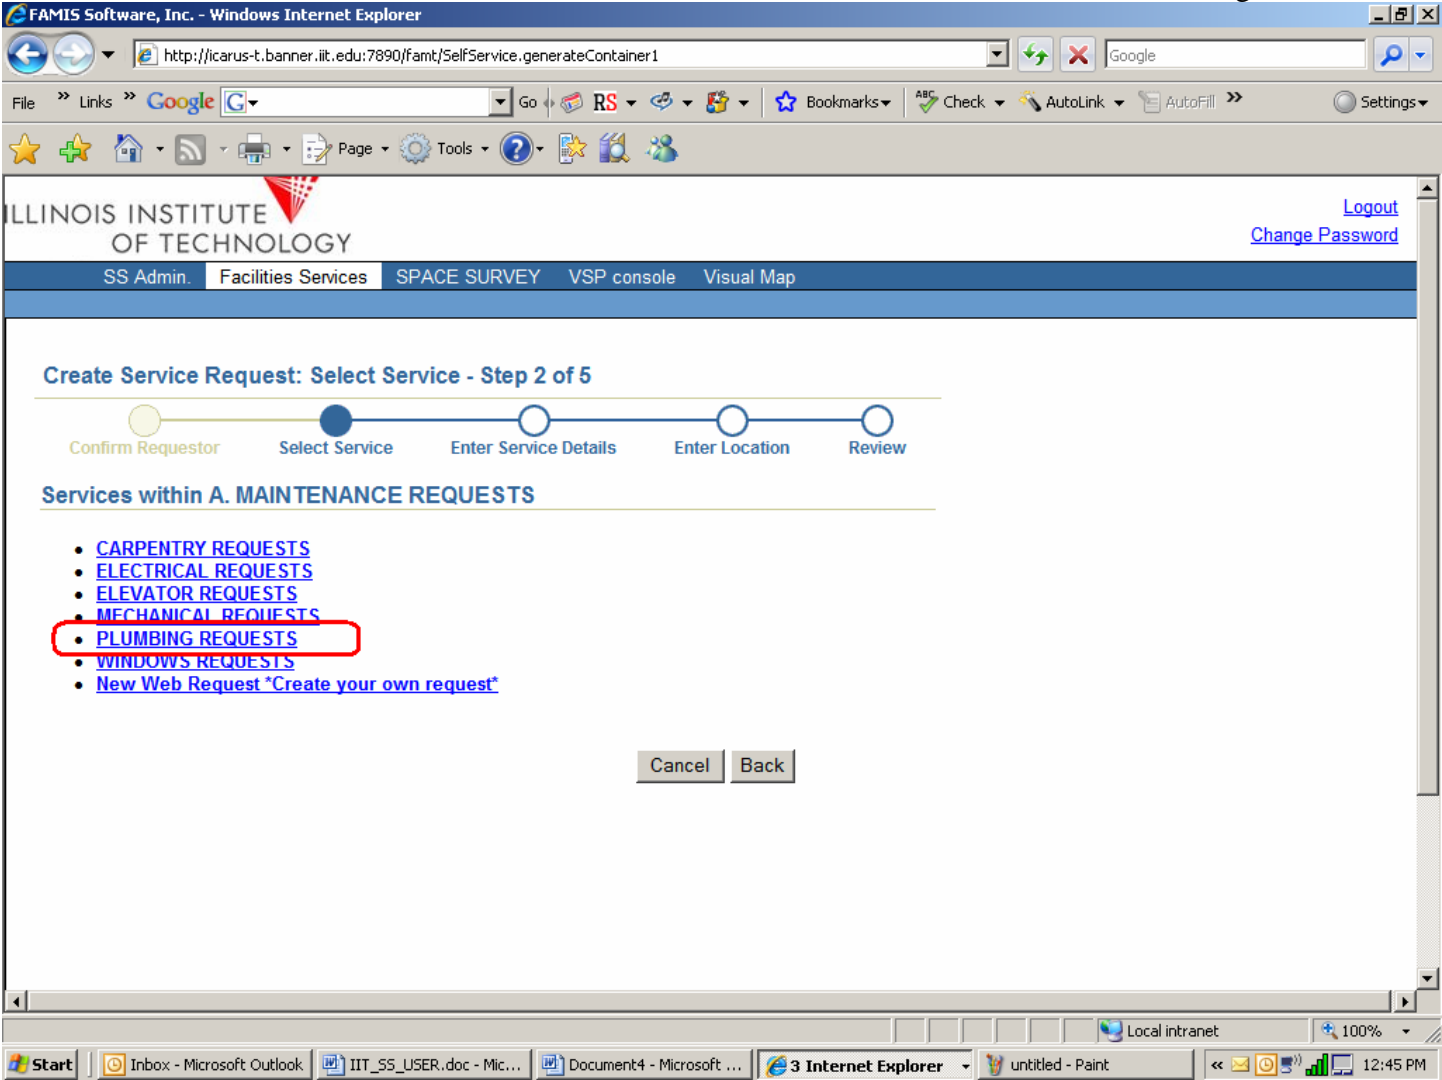 FAMIS Software, Inc. - Windows Internet Explorer
http://icarus-t.banner.iit.edu:7890/famt/SelfService.generateContainer1
Google
File » Links » Google G Go RS Bookmarks ABC Check AutoLink AutoFill » Settings
Page Tools
ILLINOIS INSTITUTE
OF TECHNOLOGY
Logout
Change Password
SS Admin. Facilities Services SPACE SURVEY VSP console Visual Map
Create Service Request: Select Service - Step 2 of 5
Confirm Requestor Select Service Enter Service Details Enter Location Review
Services within A. MAINTENANCE REQUESTS
• CARPENTRY REQUESTS
• ELECTRICAL REQUESTS
• ELEVATOR REQUESTS
• MECHANICAL REQUESTS
• PLUMBING REQUESTS
• WINDOWS REQUESTS
• New Web Request *Create your own request*
Cancel Back
Local intranet 100%
Start Inbox - Microsoft Outlook IIT_SS_USER.doc - Mic... Document4 - Microsoft ... 3 Internet Explorer untitled - Paint « 12:45 PM